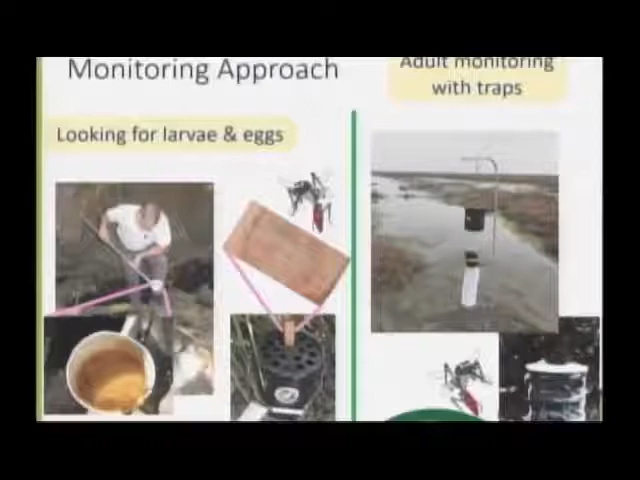 Monitoring Approach
Looking for larvae & eggs
Adult monitoring
with traps